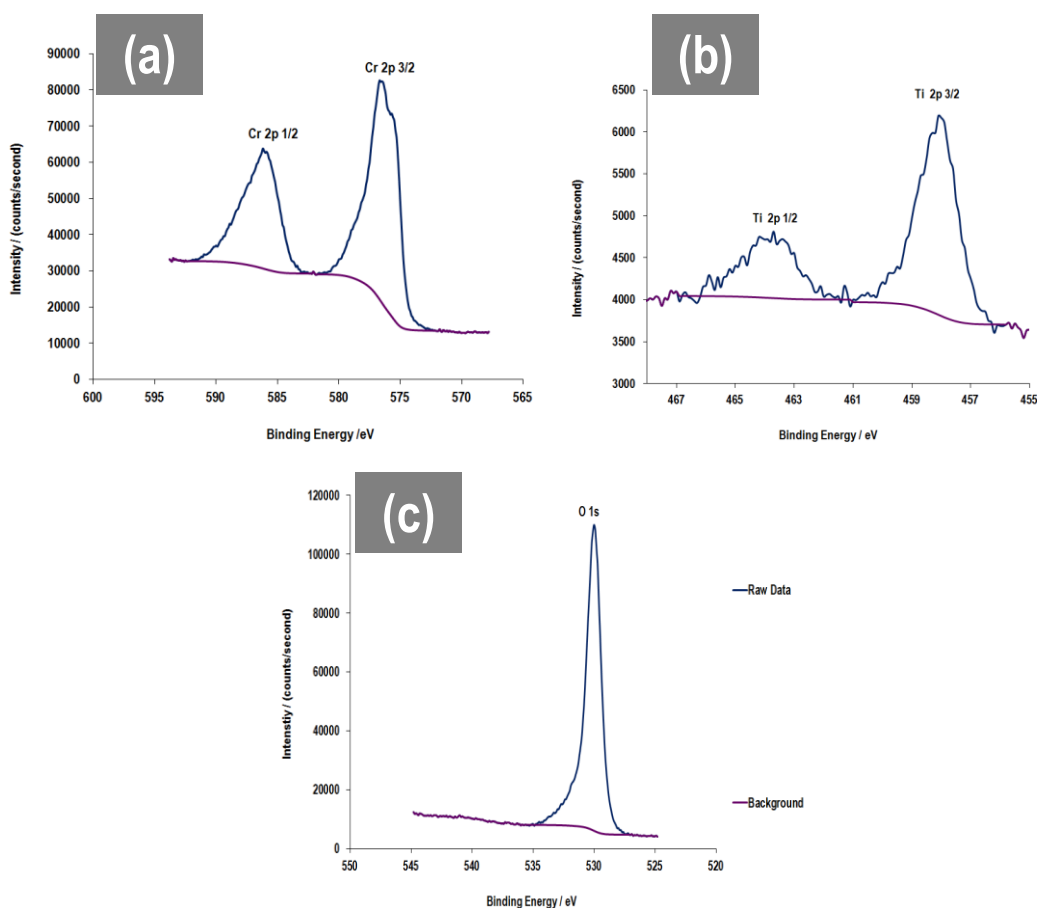 (a)
90000
80000
70000
60000
50000
40000
30000
20000
10000
0
Intensity / (counts/second)
Cr 2p 1/2
Cr 2p 3/2
600
595
590
585
580
575
570
565
Binding Energy /eV
(b)
6500
6000
5500
5000
4500
4000
3500
3000
Intensity / (counts/second)
Ti 2p 1/2
Ti 2p 3/2
467
465
463
461
459
457
455
Binding Energy / eV
(c)
120000
100000
80000
60000
40000
20000
0
Intenstiy / (counts/second)
O 1s
550
545
540
535
530
525
520
Binding Energy / eV
Raw Data
Background